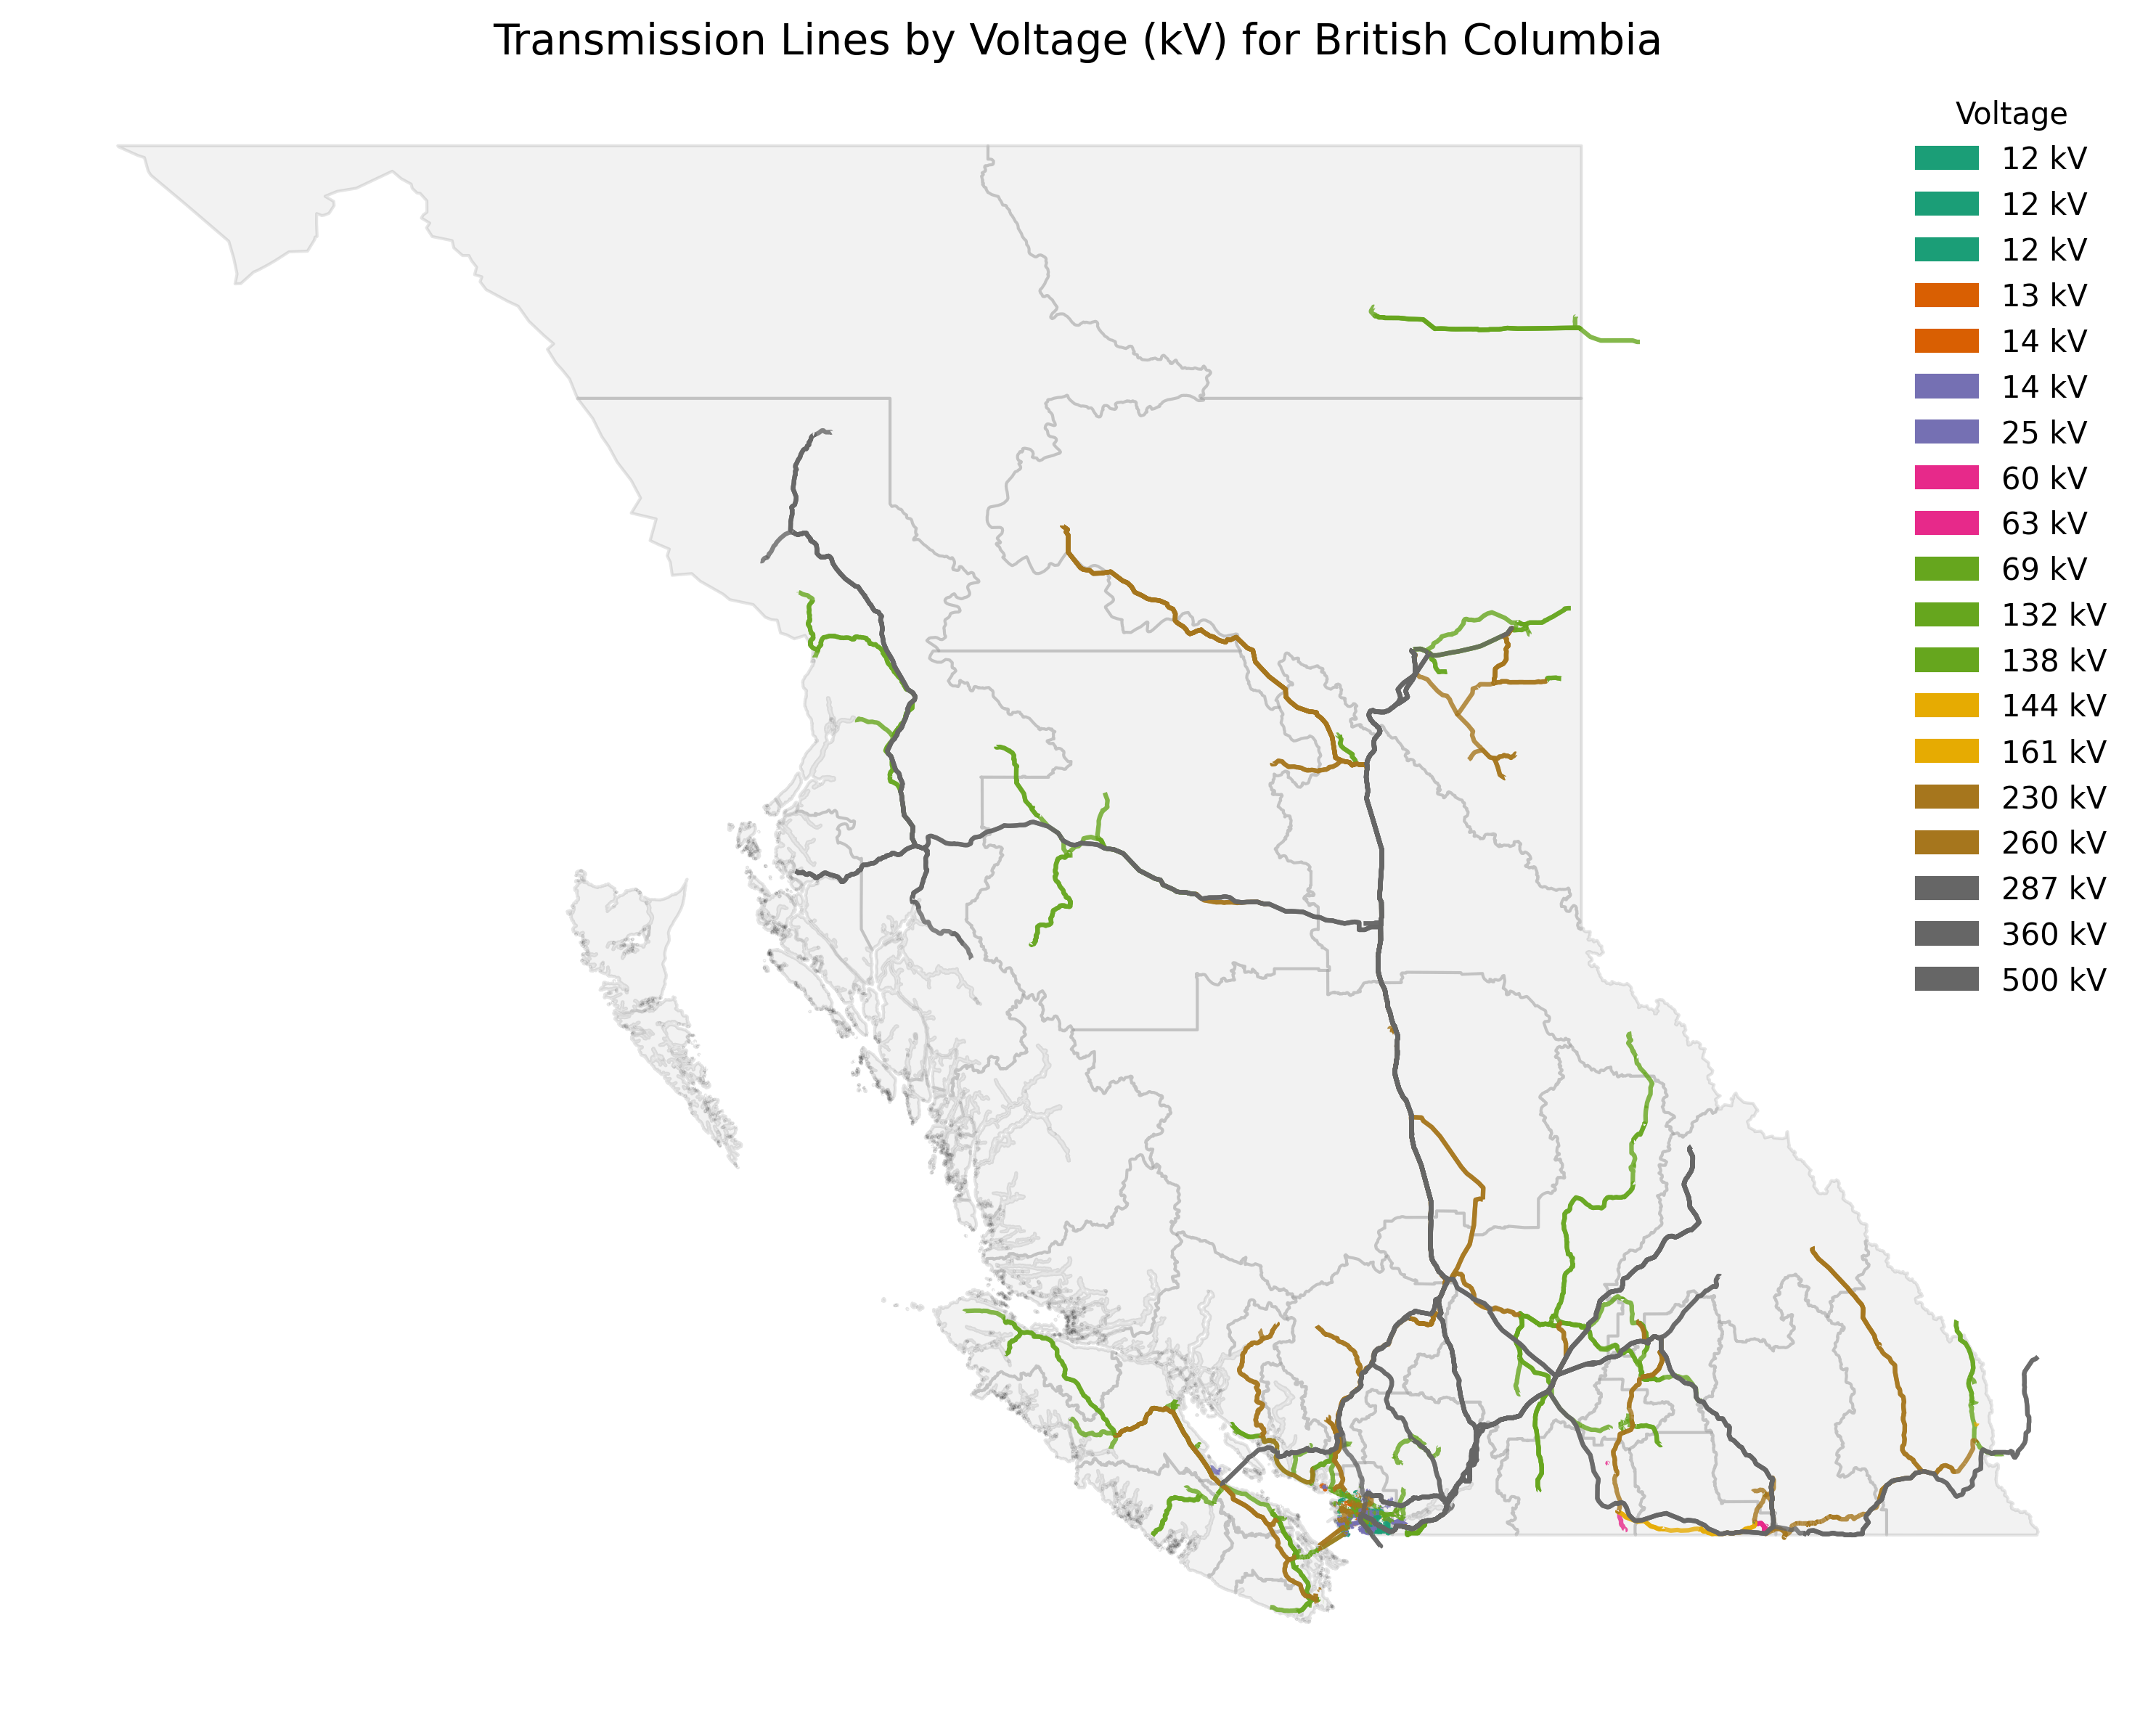 Transmission Lines by Voltage (kV) for British Columbia
Voltage
12 kV
12 kV
12 kV
13 kV
14 kV
14 kV
25 kV
60 kV
63 kV
69 kV
132 kV
138 kV
144 kV
161 kV
230 kV
260 kV
287 kV
360 kV
500 kV